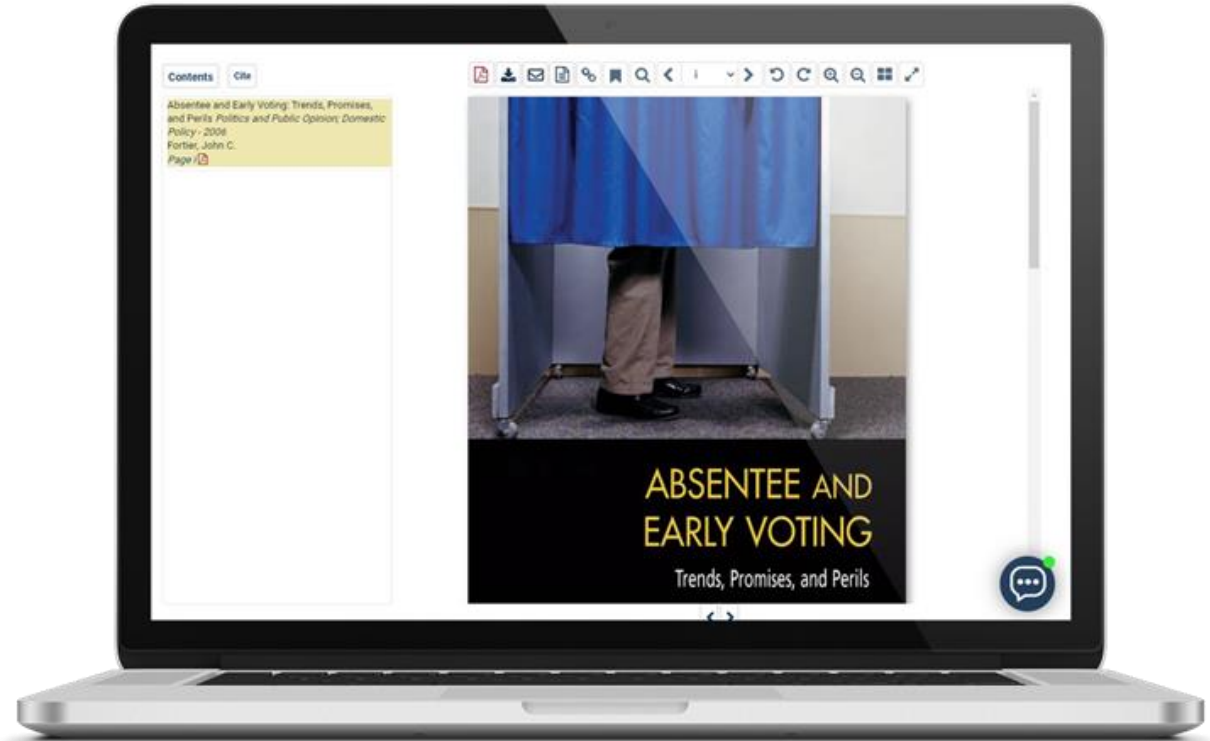 Contents Cite
Absentee and Early Voting: Trends, Promises,
and Perils Politics and Public Opinion; Domestic
Policy - 2006
Fortier, John C.
Page i
i
ABSENTEE AND
EARLY VOTING
Trends, Promises, and Perils